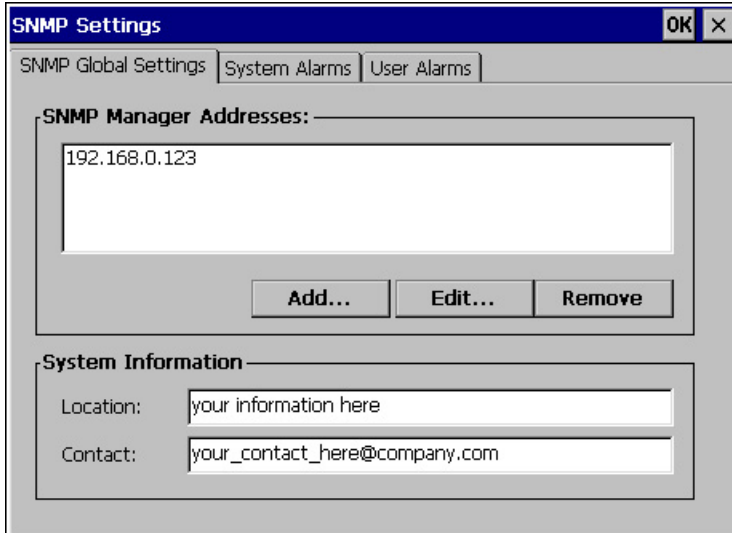 SNMP Settings OK ×
SNMP Global Settings System Alarms User Alarms
SNMP Manager Addresses:
192.168.0.123
Add... Edit... Remove
System Information
Location: your information here
Contact: your_contact_here@company.com